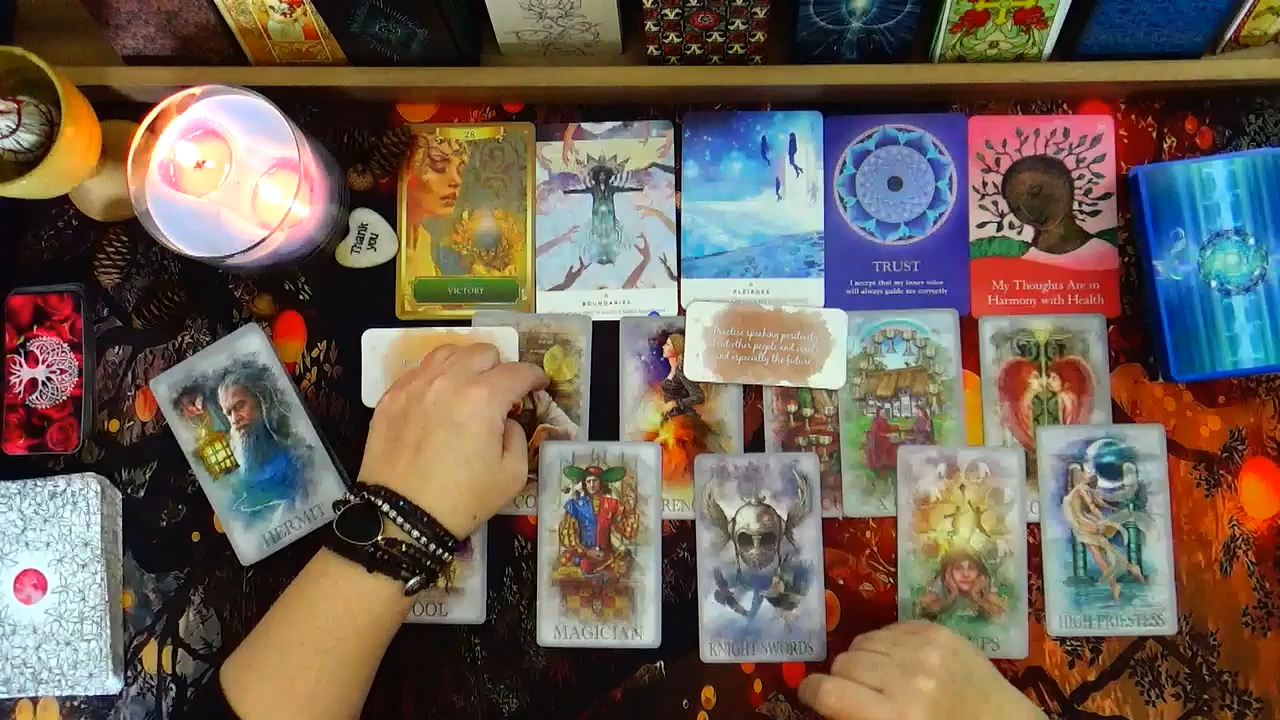 28
VICTORY
BOUNDARIES
PLEIADES
TRUST
I accept that my inner voice
will always guide me correctly
My Thoughts Are in
Harmony with Health
Thank
you
Practise speaking positively
about other people and events
and especially the future
HERMIT
MAGICIAN
KNIGHT SWORDS
HIGH PRIESTESS